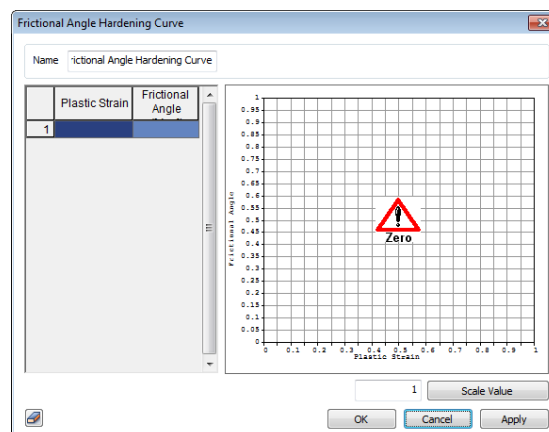 Frictional Angle Hardening Curve
Name
rictional Angle Hardening Curve
Plastic Strain
Frictional
Angle
1
1
0.95
0.9
0.85
0.8
0.75
0.7
0.65
0.6
0.55
0.5
0.45
0.4
0.35
0.3
0.25
0.2
0.15
0.1
0.05
0
Frictional Angle
Zero
0 0.1 0.2 0.3 0.4 0.5 0.6 0.7 0.8 0.9 1
Plastic Strain
1
Scale Value
OK
Cancel
Apply